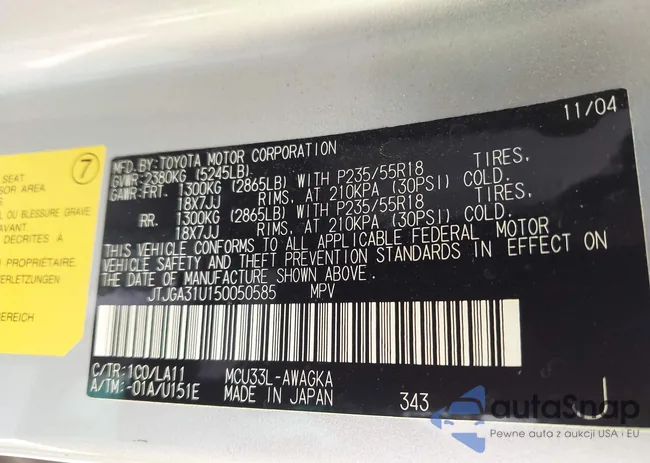 11/04
MFD.BY:TOYOTA MOTOR CORPORATION
GVWR:2380KG (5245LB)
GAWR:FRT. 1300KG (2865LB) WITH P235/55R18 TIRES,
18X7JJ RIMS, AT 210KPA (30PSI) COLD.
RR. 1300KG (2865LB) WITH P235/55R18 TIRES,
18X7JJ RIMS, AT 210KPA (30PSI) COLD.
THIS VEHICLE CONFORMS TO ALL APPLICABLE FEDERAL MOTOR
VEHICLE SAFETY AND THEFT PREVENTION STANDARDS IN EFFECT ON
THE DATE OF MANUFACTURE SHOWN ABOVE.
JTJGA31U150050585 MPV
C/TR:1C0/LA11 MCU33L-AWAGKA
A/TM:-01A/U151E MADE IN JAPAN 343 J
7
SEAT
AREA.
OU BLESSURE GRAVE
AVANT.
DECRITES A
PROPRIETAIRE.
VERLETZUNGEN
BEREICH
autoSnap
Pewne auta z aukcji USA i EU